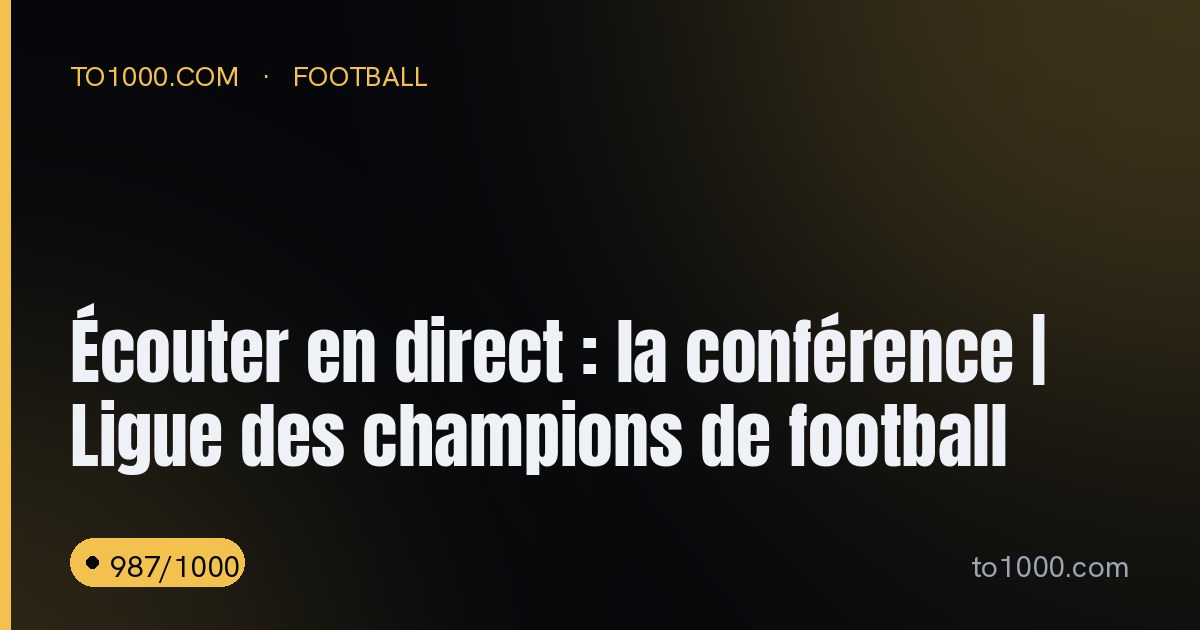 TO1000.COM · FOOTBALL
Écouter en direct : la conférence |
Ligue des champions de football
987/1000
to1000.com